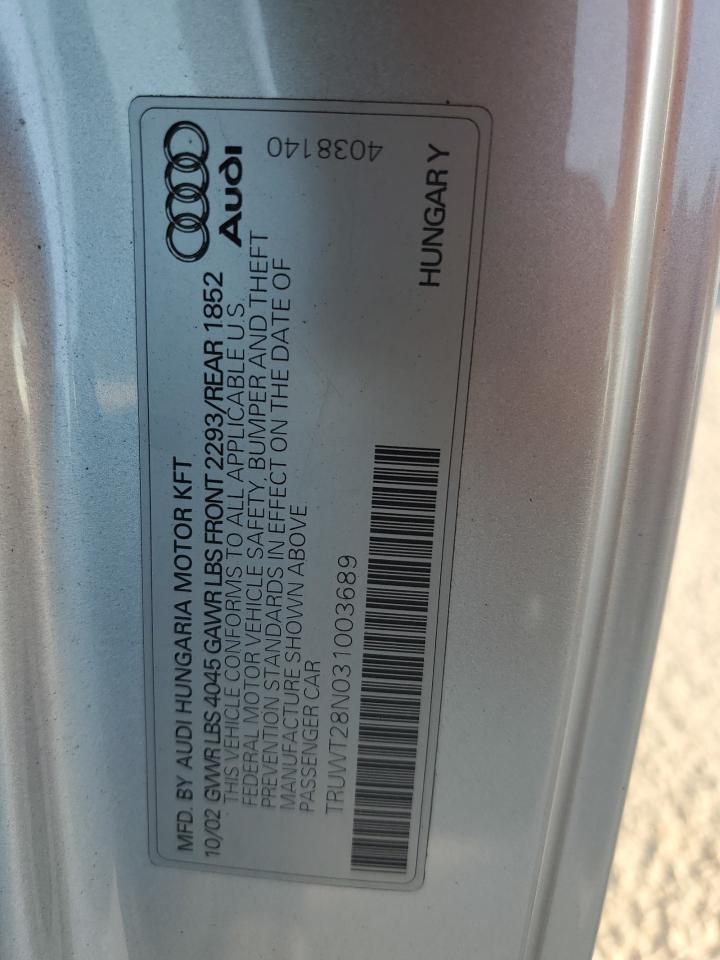 MFD. BY AUDI HUNGARIA MOTOR KFT
10/02 GVWR LBS 4045 GAWR LBS FRONT 2293/REAR 1852
THIS VEHICLE CONFORMS TO ALL APPLICABLE U.S.
FEDERAL MOTOR VEHICLE SAFETY, BUMPER AND THEFT
PREVENTION STANDARDS IN EFFECT ON THE DATE OF
MANUFACTURE SHOWN ABOVE
PASSENGER CAR
TRUWT28N031003689
Audi
4038140
HUNGARY